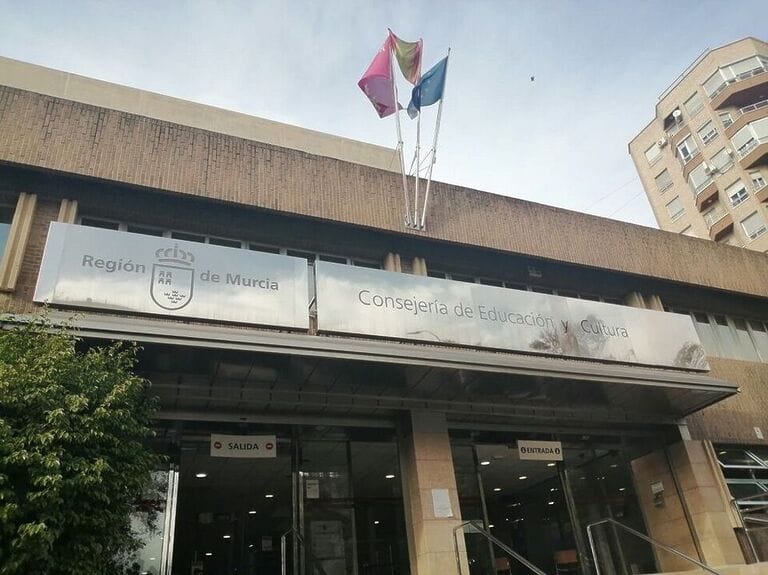 Región de Murcia
Consejería de Educación y Cultura
SALIDA
ENTRADA